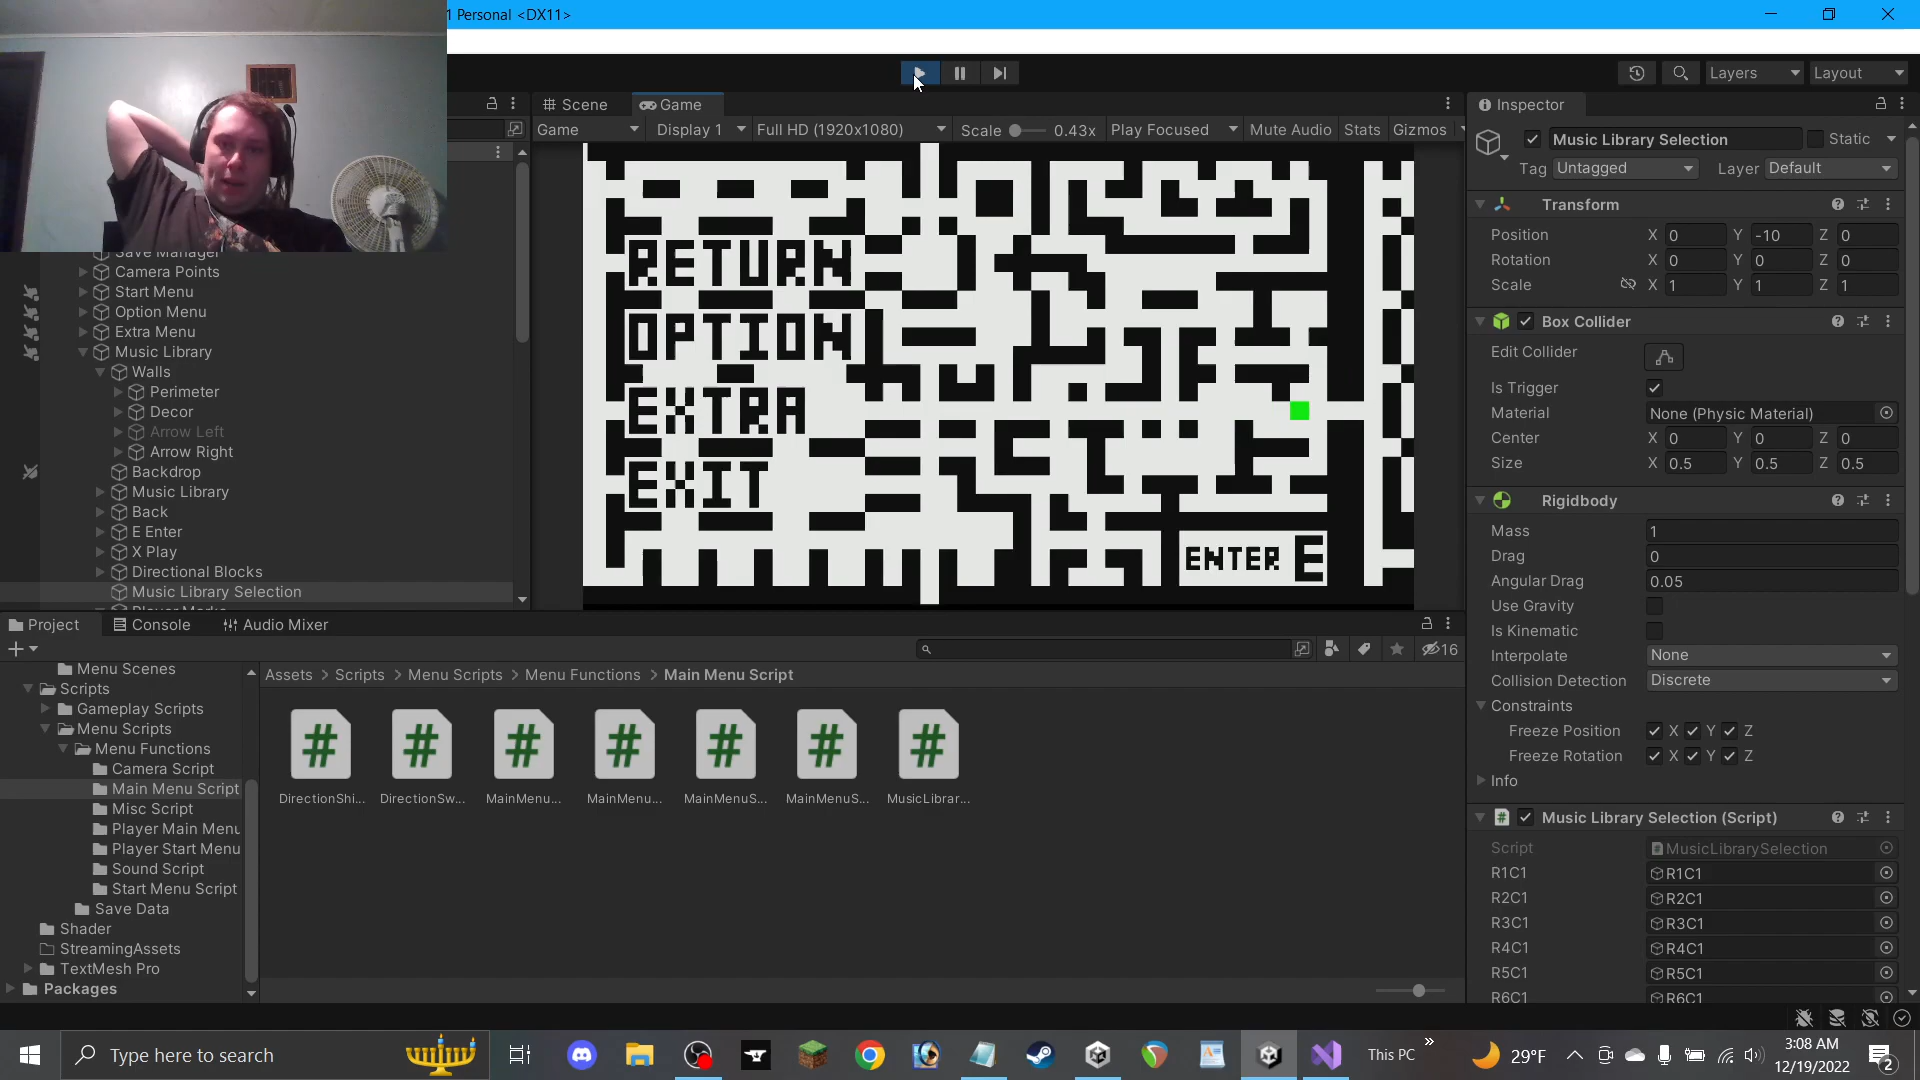 1 Personal <DX11>
Layers
Layout
Scene
Game
Game
Display 1
Full HD (1920x1080)
Scale
0.43x
Play Focused
Mute Audio
Stats
Gizmos
Camera Points
Start Menu
Option Menu
Extra Menu
Music Library
Walls
Perimeter
Decor
Arrow Left
Arrow Right
Backdrop
Music Library
Back
E Enter
X Play
Directional Blocks
Music Library Selection
RETURN
OPTION
EXTRA
EXIT
ENTER E
Inspector
Music Library Selection
Static
Tag
Untagged
Layer
Default
Transform
Position
X 0 Y -10 Z 0
Rotation
X 0 Y 0 Z 0
Scale
X 1 Y 1 Z 1
Box Collider
Edit Collider
Is Trigger
Material
None (Physic Material)
Center
X 0 Y 0 Z 0
Size
X 0.5 Y 0.5 Z 0.5
Rigidbody
Mass
1
Drag
0
Angular Drag
0.05
Use Gravity
Is Kinematic
Interpolate
None
Collision Detection
Discrete
Constraints
Freeze Position
X Y Z
Freeze Rotation
X Y Z
Info
Music Library Selection (Script)
Script
MusicLibrarySelection
R1C1
R1C1
R2C1
R2C1
R3C1
R3C1
R4C1
R4C1
R5C1
R5C1
R6C1
R6C1
Project
Console
Audio Mixer
16
Menu Scenes
Scripts
Gameplay Scripts
Menu Scripts
Menu Functions
Camera Script
Main Menu Script
Misc Script
Player Main Menu
Player Start Menu
Sound Script
Start Menu Script
Save Data
Shader
StreamingAssets
TextMesh Pro
Packages
Assets > Scripts > Menu Scripts > Menu Functions > Main Menu Script
DirectionShi...
DirectionSw...
MainMenu...
MainMenu...
MainMenuS...
MainMenuS...
MusicLibrar...
Type here to search
This PC
29°F
3:08 AM
12/19/2022
2